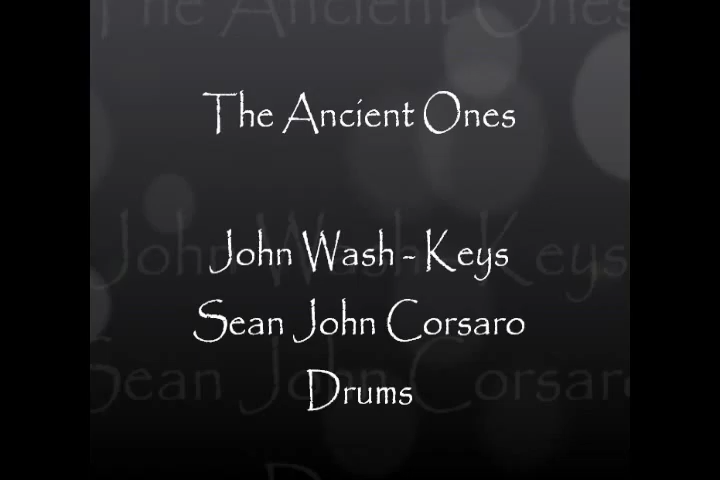 The Ancient Ones
John Wash - Keys
Sean John Corsaro
Drums